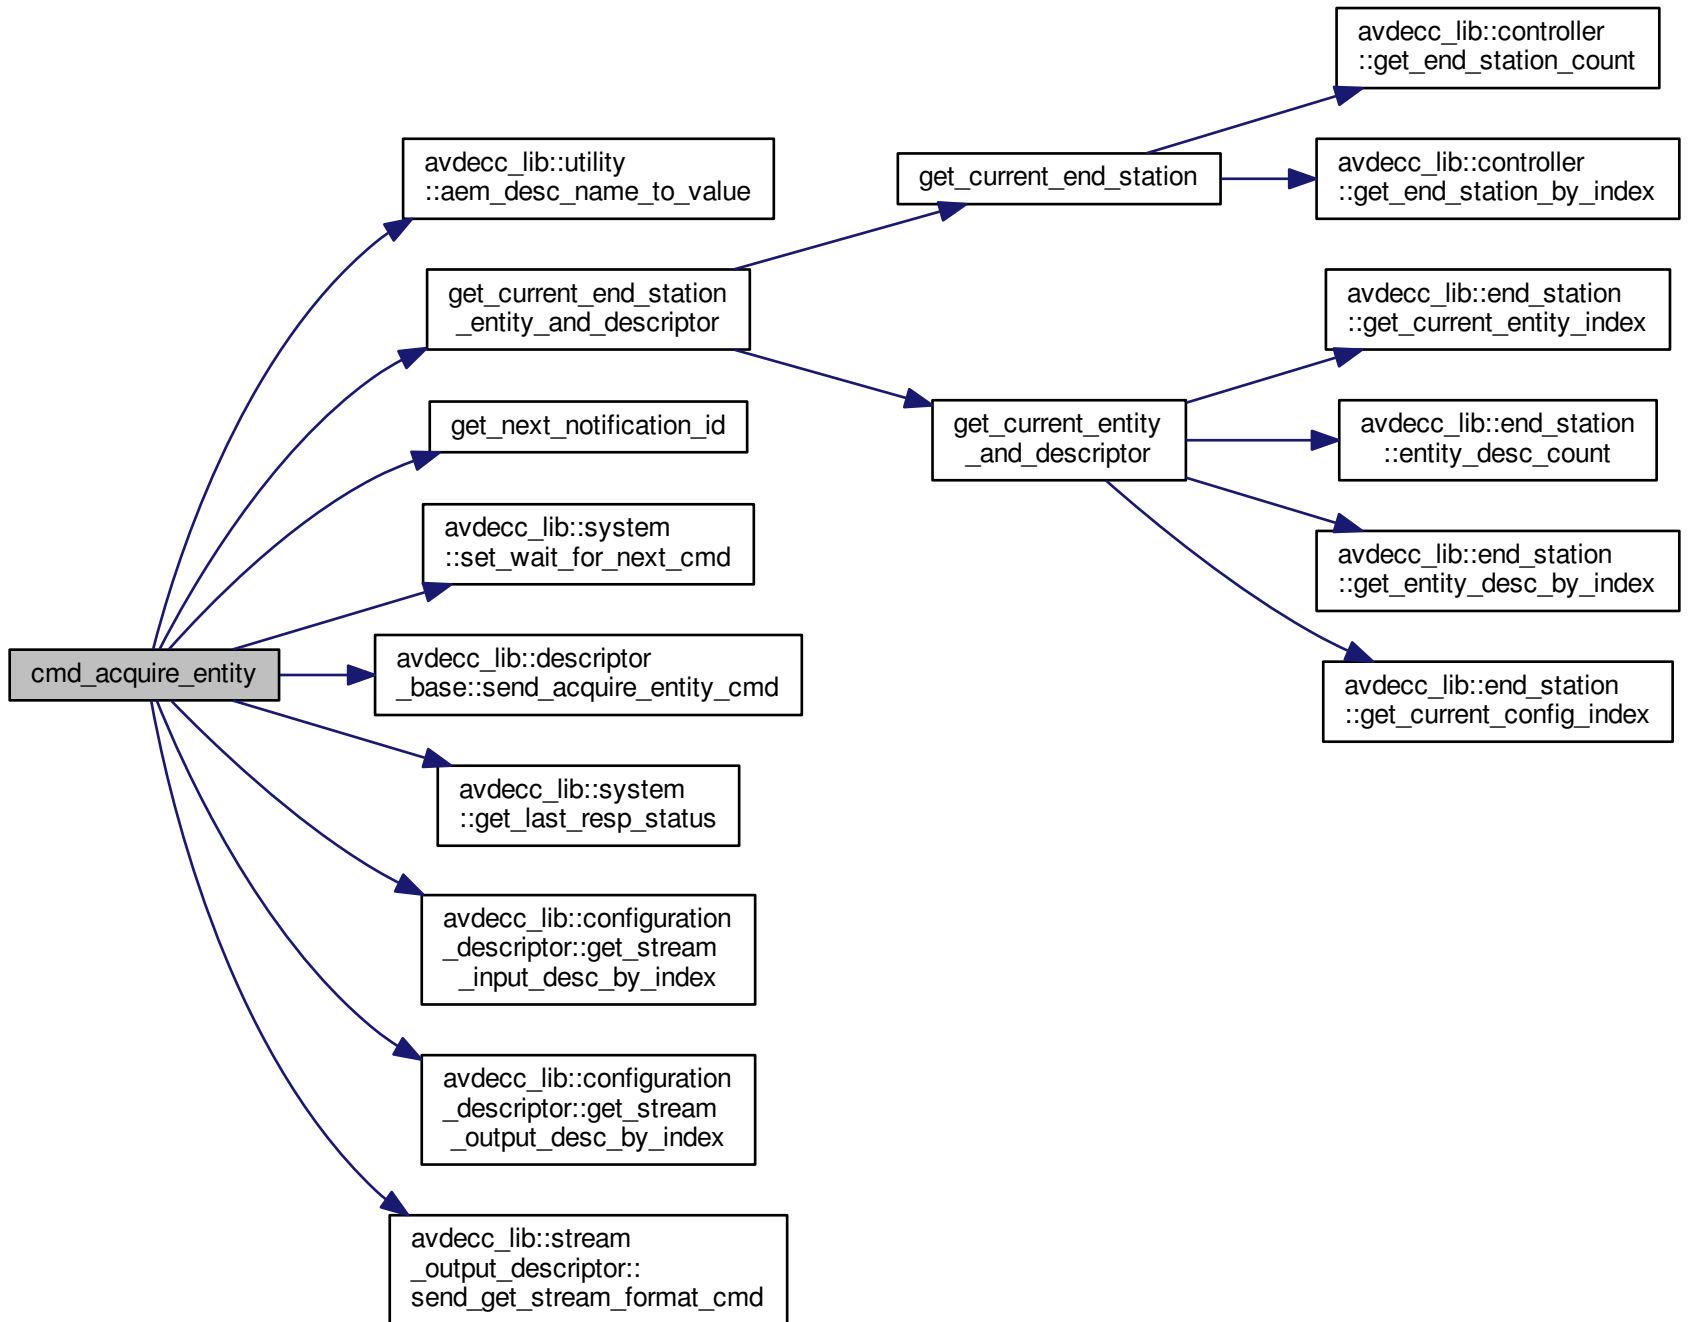 cmd_acquire_entity
avdecc_lib::utility
::aem_desc_name_to_value
get_current_end_station
_entity_and_descriptor
get_next_notification_id
avdecc_lib::system
::set_wait_for_next_cmd
avdecc_lib::descriptor
_base::send_acquire_entity_cmd
avdecc_lib::system
::get_last_resp_status
avdecc_lib::configuration
_descriptor::get_stream
_input_desc_by_index
avdecc_lib::configuration
_descriptor::get_stream
_output_desc_by_index
avdecc_lib::stream
_output_descriptor::
send_get_stream_format_cmd
get_current_end_station
get_current_entity
_and_descriptor
avdecc_lib::controller
::get_end_station_count
avdecc_lib::controller
::get_end_station_by_index
avdecc_lib::end_station
::get_current_entity_index
avdecc_lib::end_station
::entity_desc_count
avdecc_lib::end_station
::get_entity_desc_by_index
avdecc_lib::end_station
::get_current_config_index